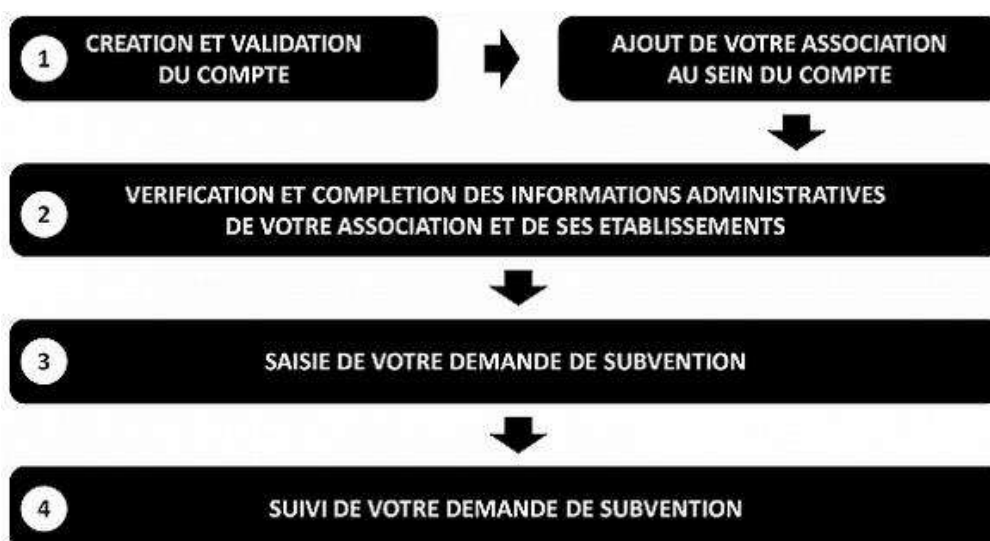 1
CREATION ET VALIDATION
DU COMPTE
AJOUT DE VOTRE ASSOCIATION
AU SEIN DU COMPTE
2
VERIFICATION ET COMPLETION DES INFORMATIONS ADMINISTRATIVES
DE VOTRE ASSOCIATION ET DE SES ETABLISSEMENTS
3
SAISIE DE VOTRE DEMANDE DE SUBVENTION
4
SUIVI DE VOTRE DEMANDE DE SUBVENTION